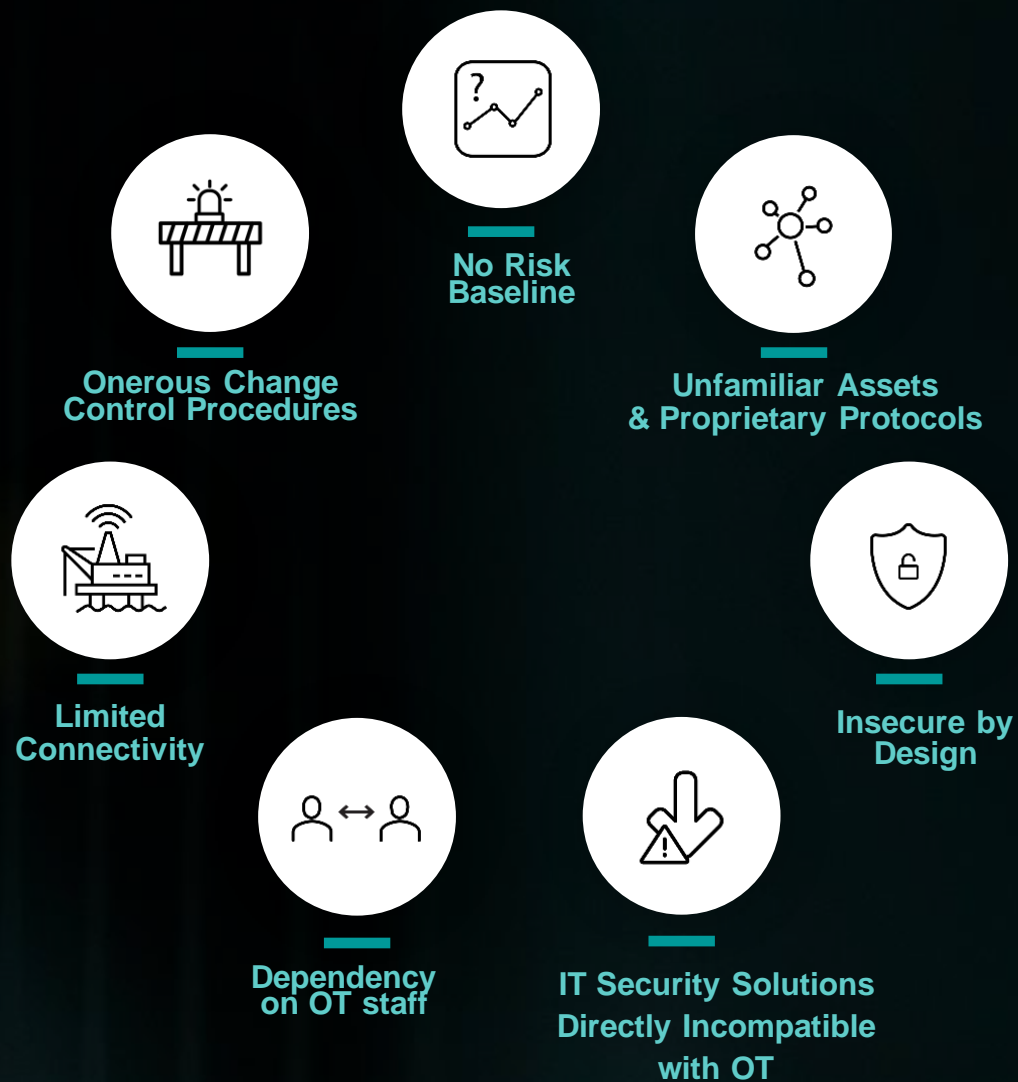 ?
No Risk
Baseline
Onerous Change
Control Procedures
Unfamiliar Assets
& Proprietary Protocols
Limited
Connectivity
Insecure by
Design
Dependency
on OT staff
IT Security Solutions
Directly Incompatible
with OT